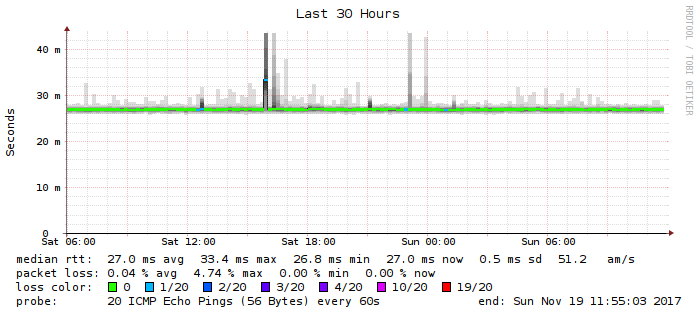 Last 30 Hours
RRDTOOL / TOBI OETIKER
Seconds
40 m
30 m
20 m
10 m
0
Sat 06:00 Sat 12:00 Sat 18:00 Sun 00:00 Sun 06:00
median rtt: 27.0 ms avg 33.4 ms max 26.8 ms min 27.0 ms now 0.5 ms sd 51.2 am/s
packet loss: 0.04 % avg 4.74 % max 0.00 % min 0.00 % now
loss color: 0 1/20 2/20 3/20 4/20 10/20 19/20
probe: 20 ICMP Echo Pings (56 Bytes) every 60s end: Sun Nov 19 11:55:03 2017